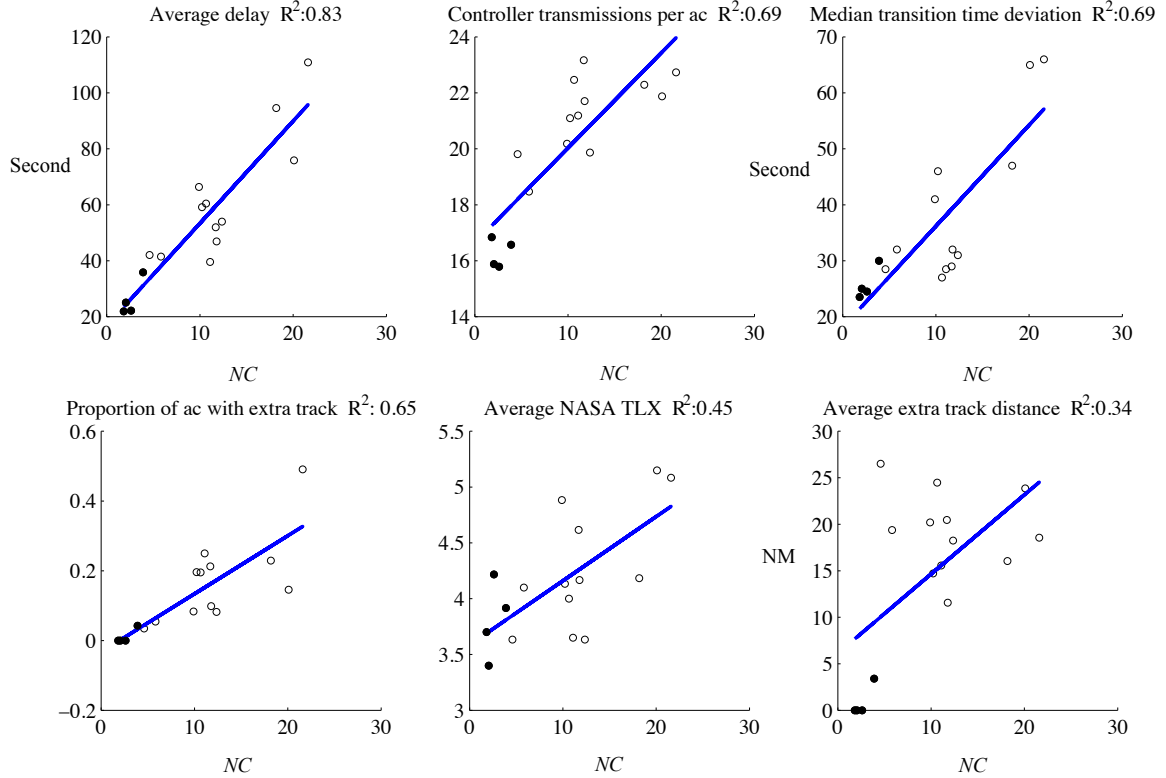 Average delay R²:0.83
120
100
80
Second
60
40
20
0 10 20 30
NC
Controller transmissions per ac R²:0.69
24
22
20
18
16
14
0 10 20 30
NC
Median transition time deviation R²:0.69
70
60
50
Second
40
30
20
0 10 20 30
NC
Proportion of ac with extra track R²: 0.65
0.6
0.4
0.2
0
–0.2
0 10 20 30
NC
Average NASA TLX R²:0.45
5.5
5
4.5
4
3.5
3
0 10 20 30
NC
Average extra track distance R²:0.34
30
25
20
NM
15
10
5
0
0 10 20 30
NC